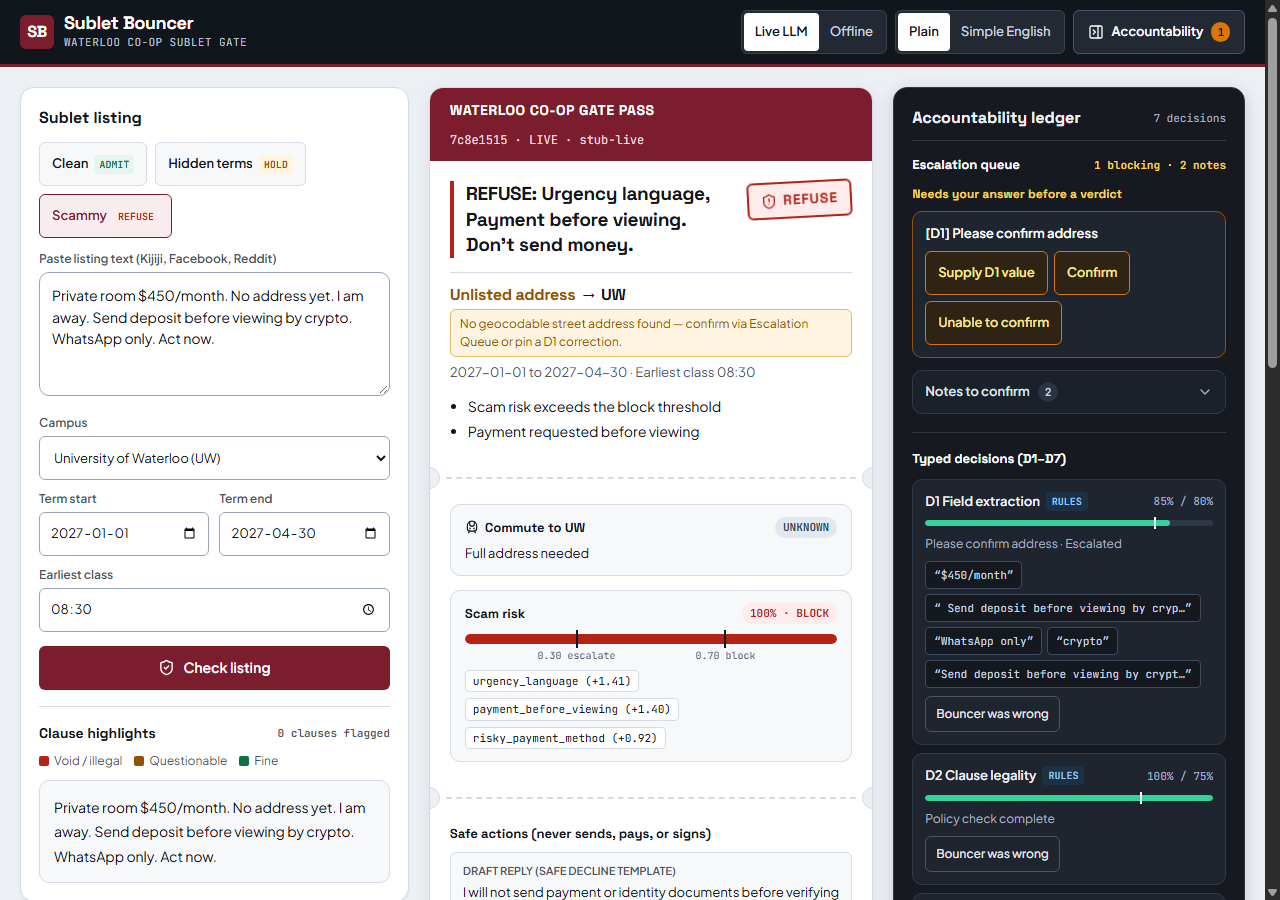 SB
Sublet Bouncer
WATERLOO CO-OP SUBLET GATE
Live LLM
Offline
Plain
Simple English
Accountability 1
Sublet listing
Clean ADMIT
Hidden terms HOLD
Scammy REFUSE
Paste listing text (Kijiji, Facebook, Reddit)
Private room $450/month. No address yet. I am
away. Send deposit before viewing by crypto.
WhatsApp only. Act now.
Campus
University of Waterloo (UW)
Term start
Term end
2027-01-01
2027-04-30
Earliest class
08:30
Check listing
Clause highlights
0 clauses flagged
Void / illegal
Questionable
Fine
Private room $450/month. No address yet. I am
away. Send deposit before viewing by crypto.
WhatsApp only. Act now.
WATERLOO CO-OP GATE PASS
7c8e1515 · LIVE · stub-live
REFUSE: Urgency language,
Payment before viewing.
Don't send money.
REFUSE
Unlisted address → UW
No geocodable street address found — confirm via Escalation
Queue or pin a D1 correction.
2027-01-01 to 2027-04-30 · Earliest class 08:30
• Scam risk exceeds the block threshold
• Payment requested before viewing
Commute to UW
UNKNOWN
Full address needed
Scam risk
100% · BLOCK
0.30 escalate
0.70 block
urgency_language (+1.41)
payment_before_viewing (+1.40)
risky_payment_method (+0.92)
Safe actions (never sends, pays, or signs)
DRAFT REPLY (SAFE DECLINE TEMPLATE)
I will not send payment or identity documents before verifying
Accountability ledger
7 decisions
Escalation queue
1 blocking · 2 notes
Needs your answer before a verdict
[D1] Please confirm address
Supply D1 value
Confirm
Unable to confirm
Notes to confirm 2
Typed decisions (D1–D7)
D1 Field extraction RULES
85% / 80%
Please confirm address · Escalated
“$450/month”
“ Send deposit before viewing by cryp…”
“WhatsApp only”
“crypto”
“Send deposit before viewing by crypt…”
Bouncer was wrong
D2 Clause legality RULES
100% / 75%
Policy check complete
Bouncer was wrong